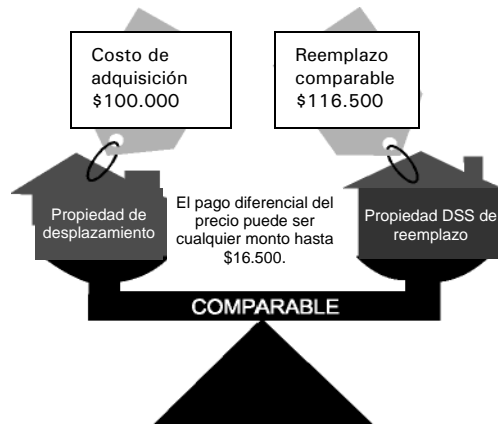 Costo de
adquisición
$100.000
Reemplazo
comparable
$116.500
Propiedad de
desplazamiento
El pago diferencial del
precio puede ser
cualquier monto hasta
$16.500.
Propiedad DSS de
reemplazo
COMPARABLE